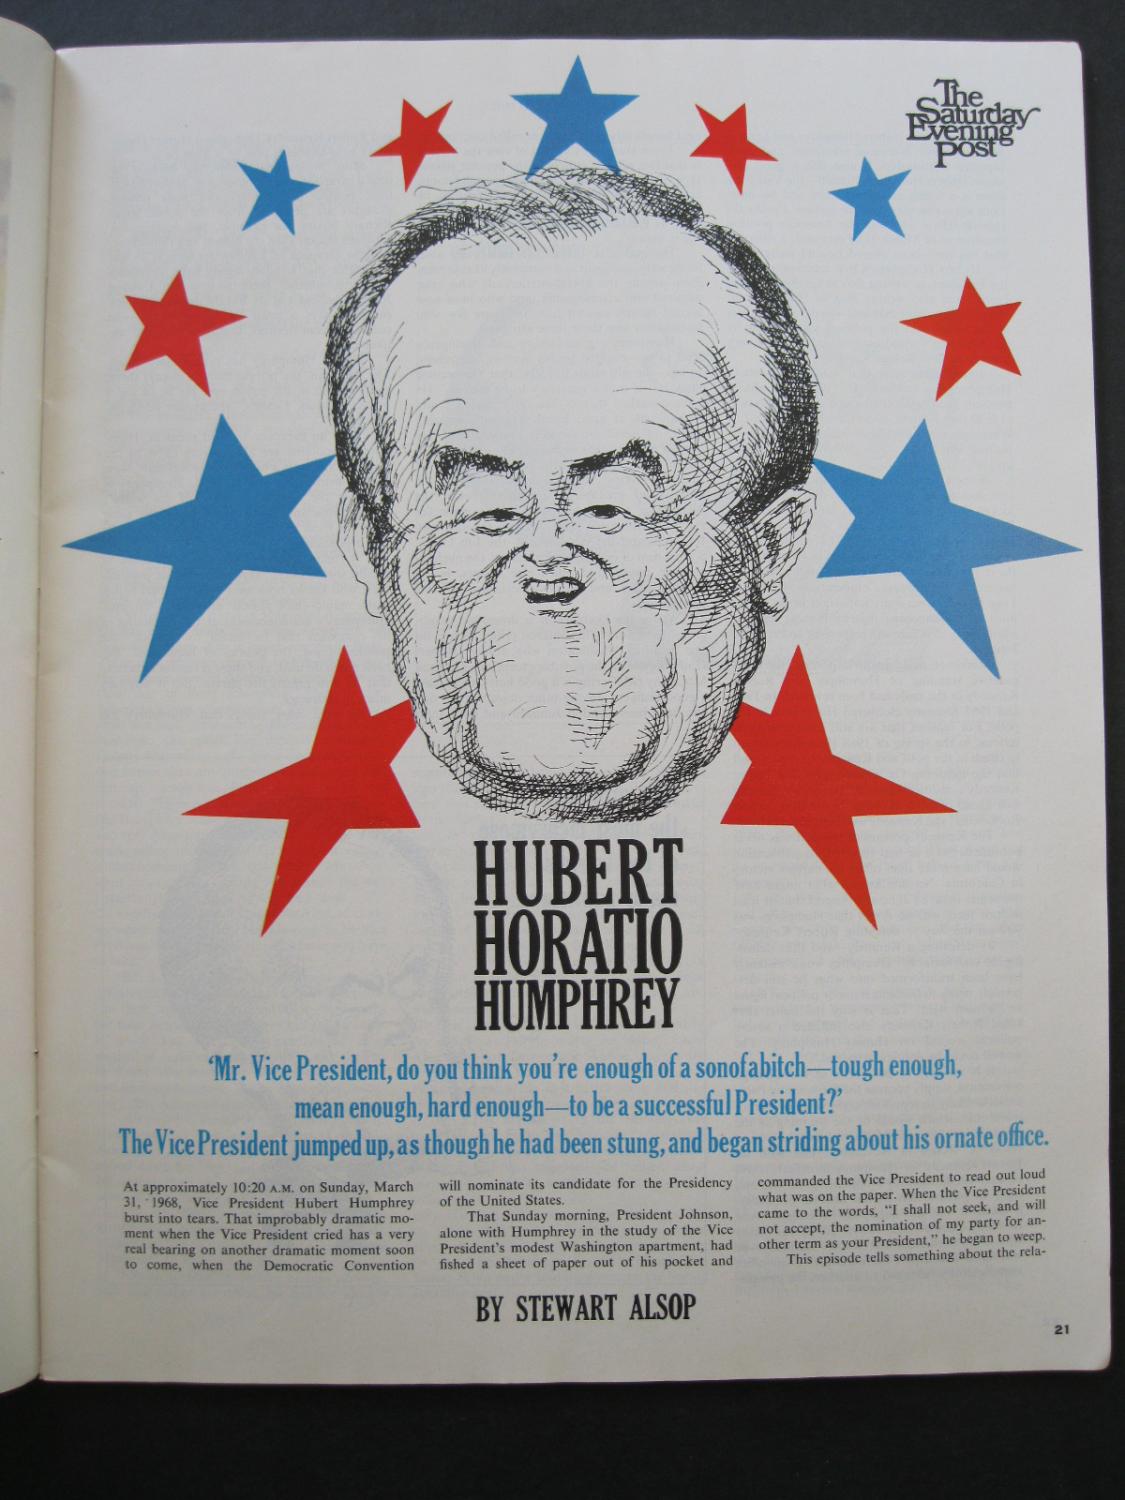 The
Saturday
Evening
Post
HUBERT
HORATIO
HUMPHREY
‘Mr. Vice President, do you think you’re enough of a sonofabitch—tough enough,
mean enough, hard enough—to be a successful President?’
The Vice President jumped up, as though he had been stung, and began striding about his ornate office.
At approximately 10:20 A.M. on Sunday, March
31, 1968, Vice President Hubert Humphrey
burst into tears. That improbably dramatic mo-
ment when the Vice President cried has a very
real bearing on another dramatic moment soon
to come, when the Democratic Convention
will nominate its candidate for the Presidency
of the United States.
That Sunday morning, President Johnson,
alone with Humphrey in the study of the Vice
President’s modest Washington apartment, had
fished a sheet of paper out of his pocket and
commanded the Vice President to read out loud
what was on the paper. When the Vice President
came to the words, “I shall not seek, and will
not accept, the nomination of my party for an-
other term as your President,” he began to weep.
This episode tells something about the rela-
BY STEWART ALSOP
21